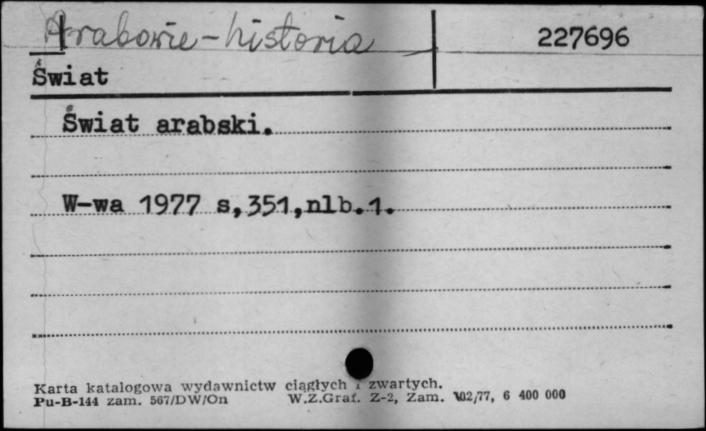 Arabowie - historia 227696
Świat
Świat arabski.
W-wa 1977 s,351,nlb.1.
Karta katalogowa wydawnictw ciągłych i zwartych.
Pu-B-144 zam. 567/DW/On W.Z.Graf. Z-2, Zam. 102/77, 6 400 000